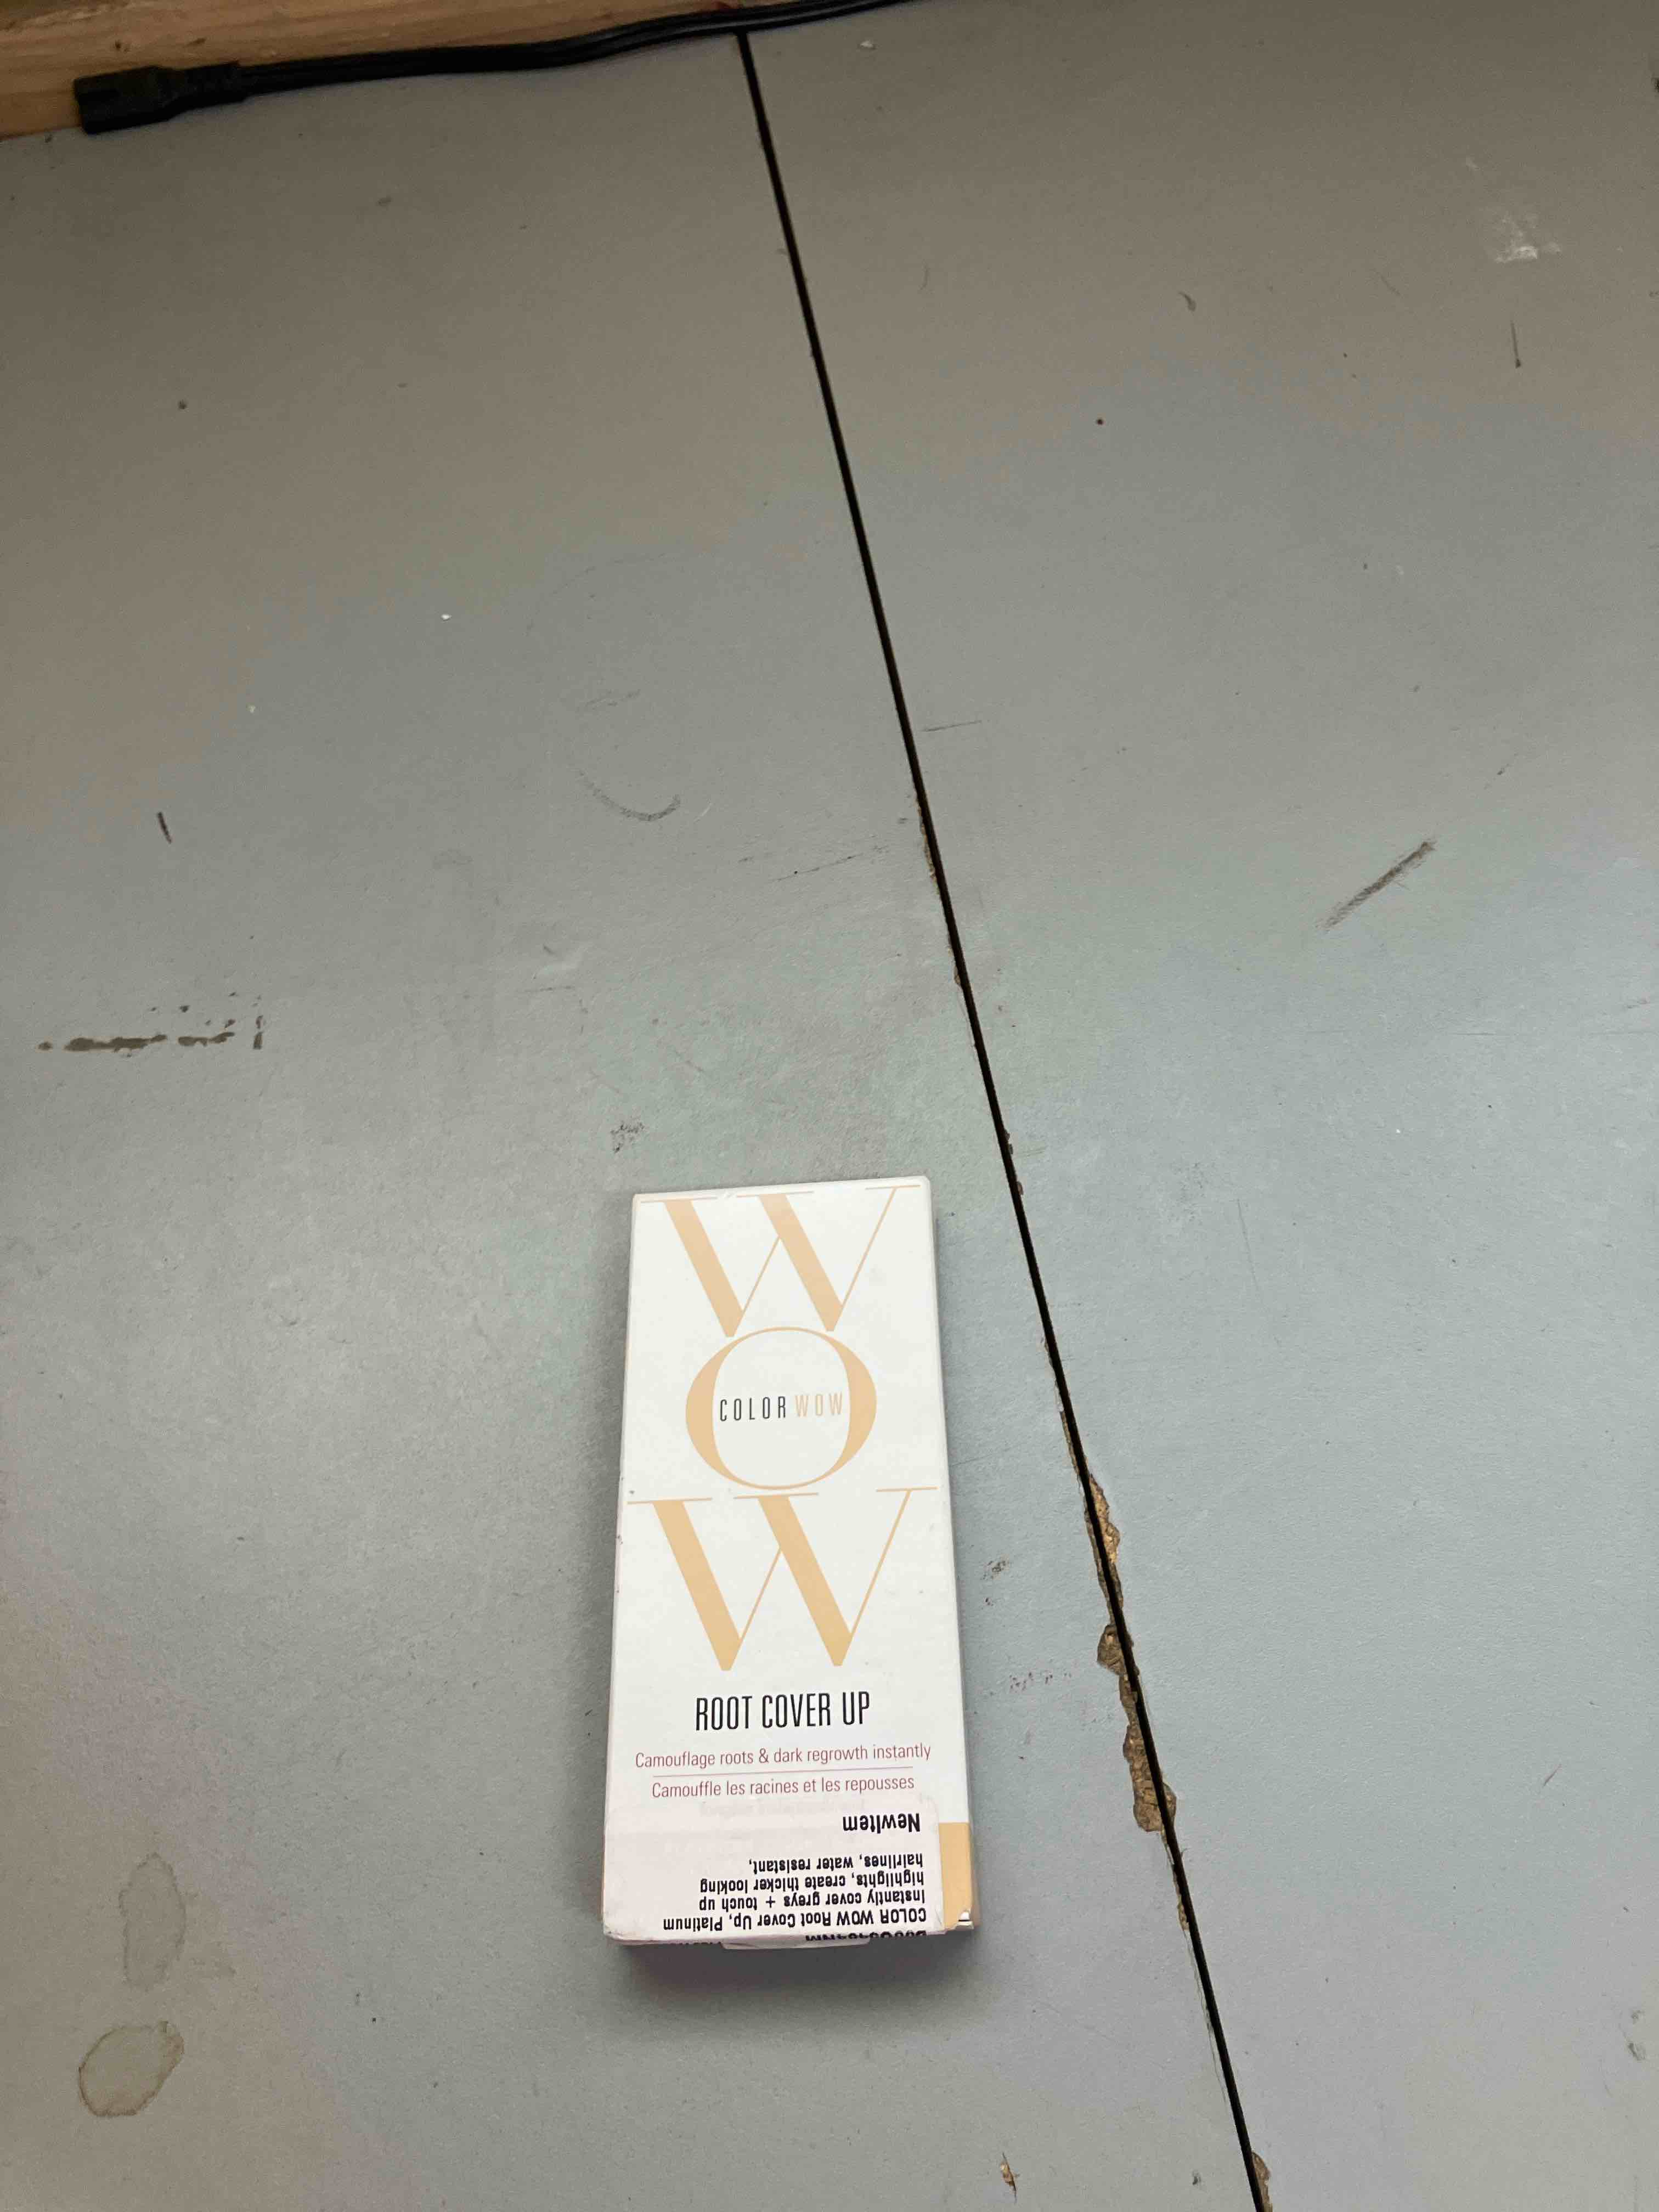 WOW
COLOR WOW
ROOT COVER UP
Camouflage roots & dark regrowth instantly
Camouffle les racines et les repousses
COLOR WOW Root Cover Up, Platinum
Instantly cover greys + touch up
highlights, create thicker looking
hairlines, water resistant,
NewItem